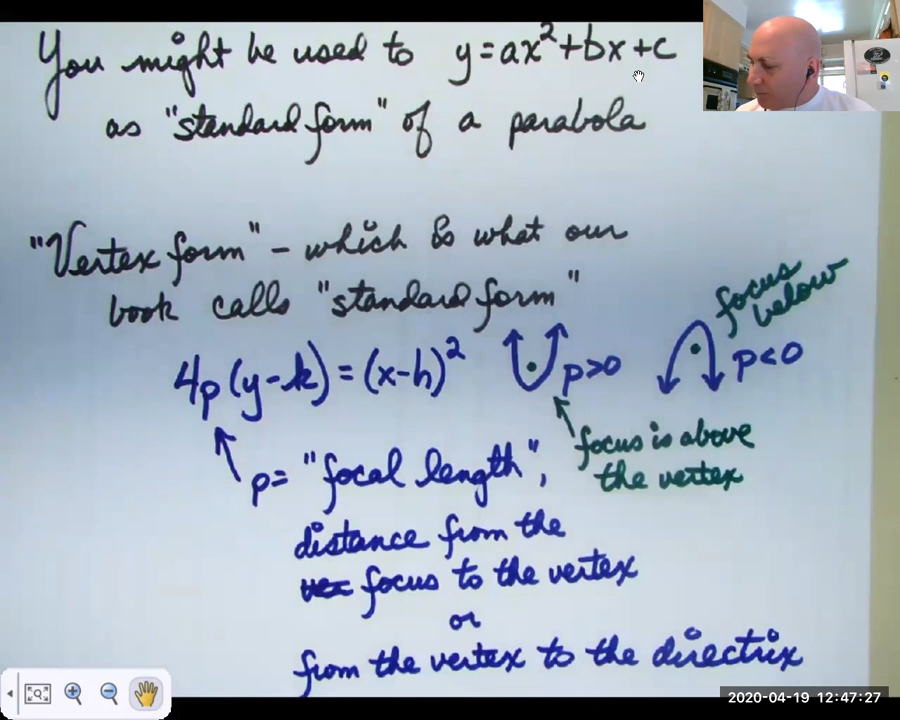 You might be used to y=ax²+bx+c
as "standard form" of a parabola
"Vertex form" - which is what our
book calls "standard form"
4p(y-k)=(x-h)²
p>0
p<0
focus
below
focus is above
the vertex
p= "focal length",
distance from the
focus to the vertex
or
from the vertex to the directrix
2020-04-19 12:47:27